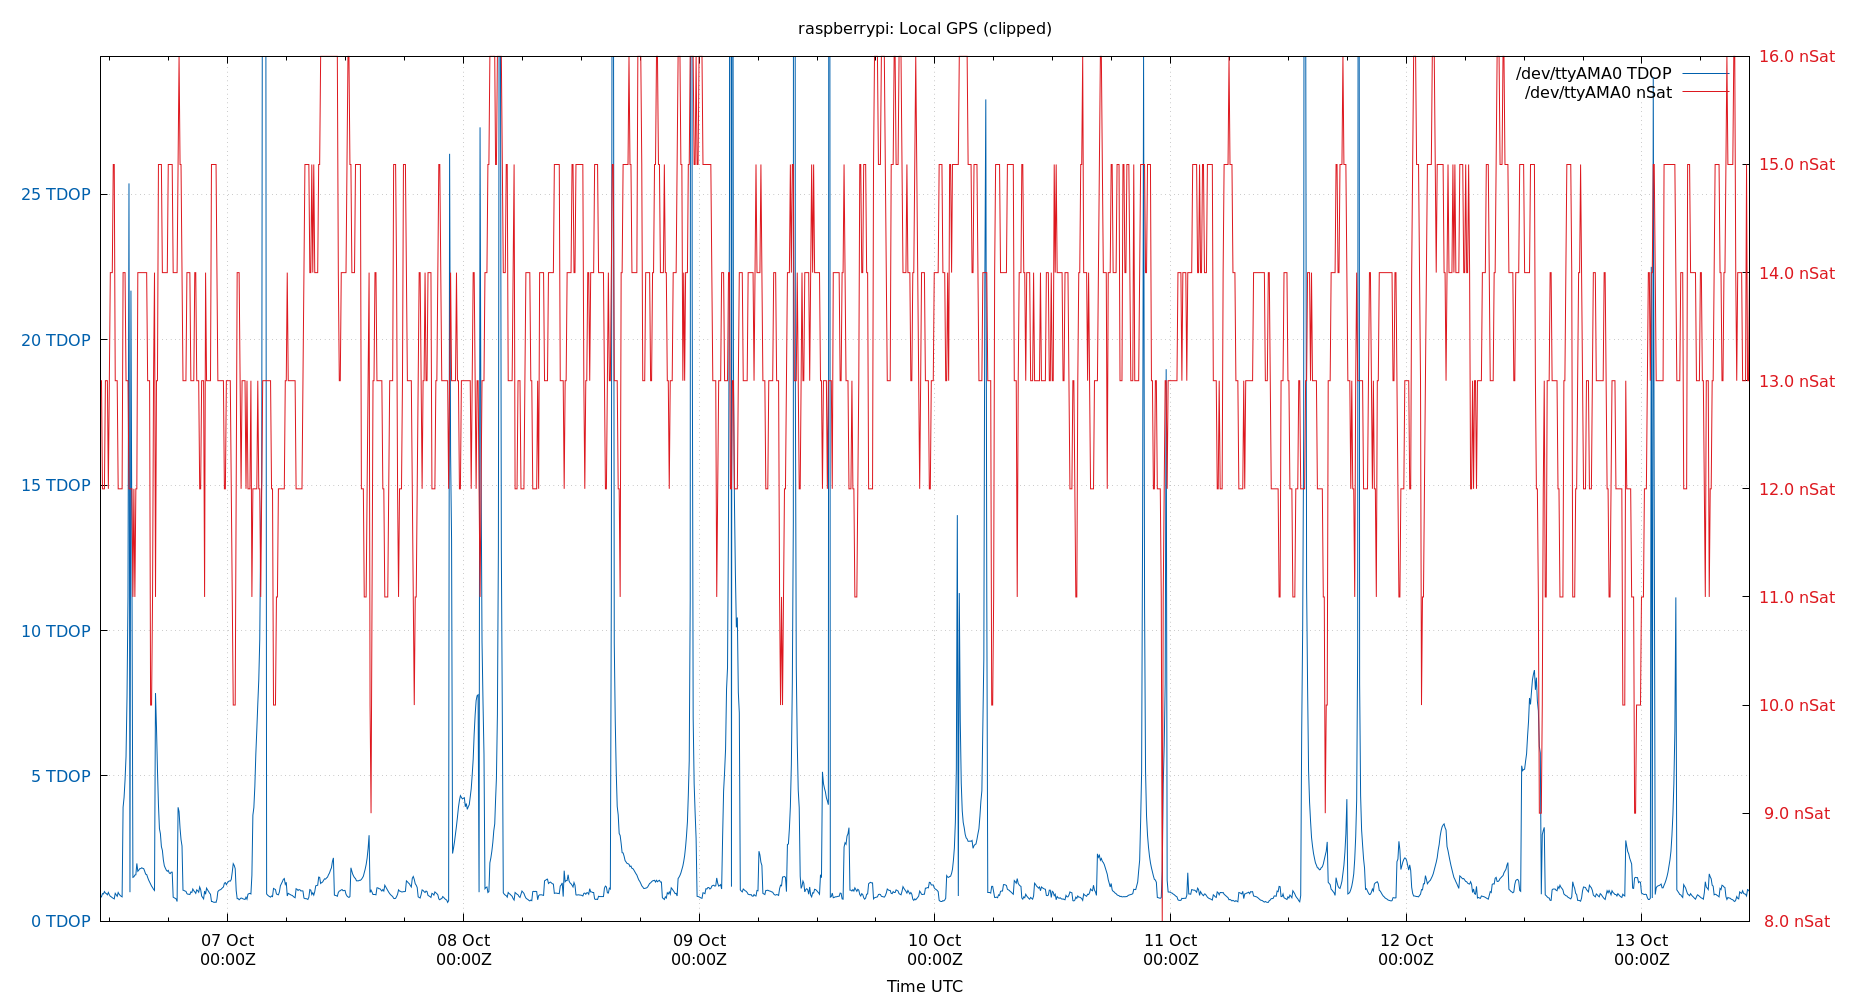 raspberrypi: Local GPS (clipped)
/dev/ttyAMA0 TDOP
/dev/ttyAMA0 nSat
25 TDOP
20 TDOP
15 TDOP
10 TDOP
5 TDOP
0 TDOP
16.0 nSat
15.0 nSat
14.0 nSat
13.0 nSat
12.0 nSat
11.0 nSat
10.0 nSat
9.0 nSat
8.0 nSat
07 Oct
00:00Z
08 Oct
00:00Z
09 Oct
00:00Z
10 Oct
00:00Z
11 Oct
00:00Z
12 Oct
00:00Z
13 Oct
00:00Z
Time UTC